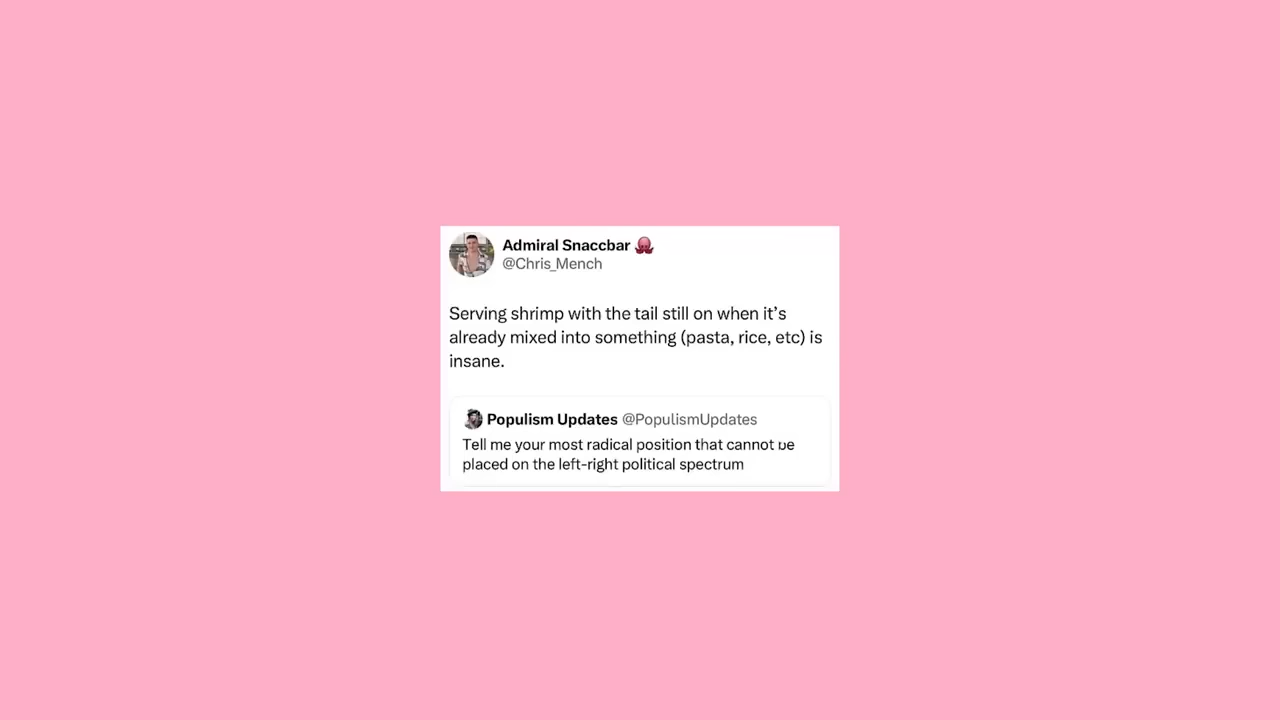 Admiral Snaccbar 🐙
@Chris_Mench
Serving shrimp with the tail still on when it’s
already mixed into something (pasta, rice, etc) is
insane.
Populism Updates @PopulismUpdates
Tell me your most radical position that cannot be
placed on the left-right political spectrum